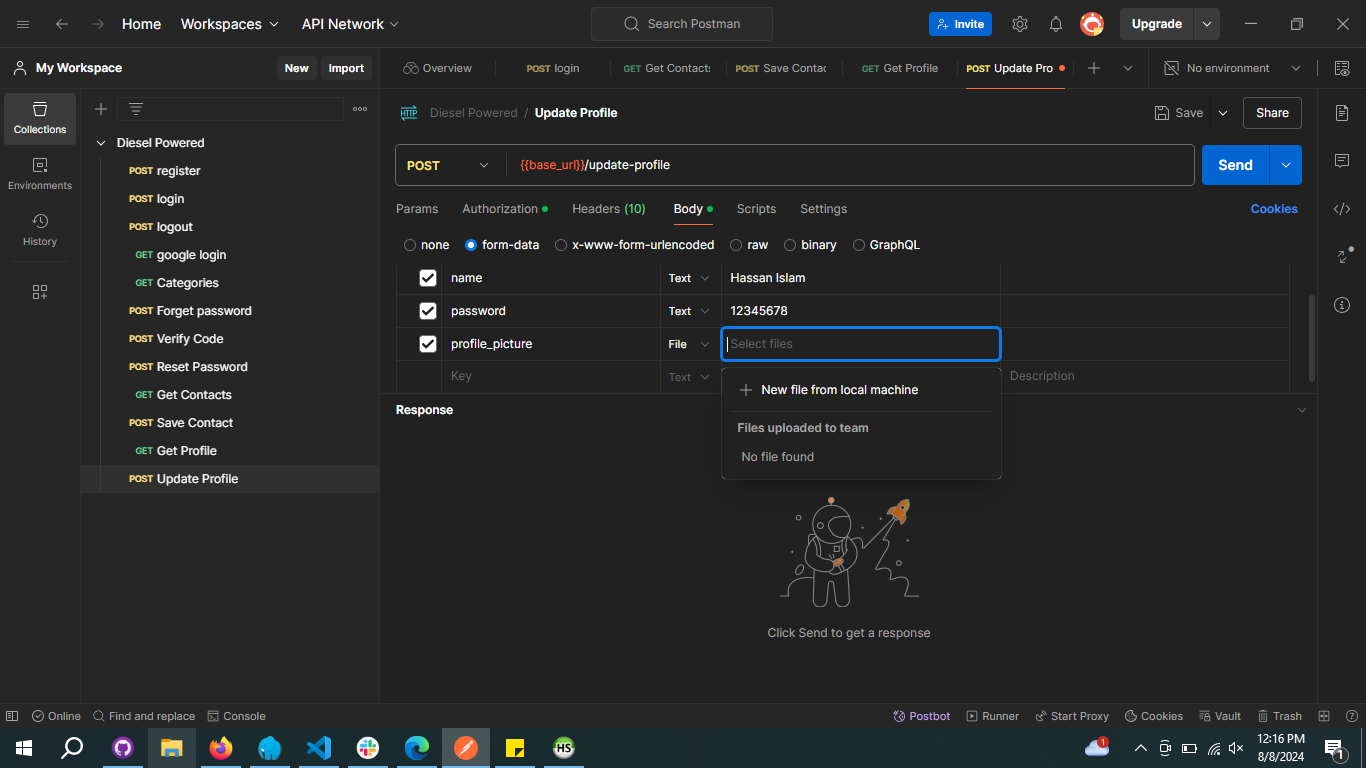 Home Workspaces API Network Search Postman Invite Upgrade
My Workspace New Import Overview POST login GET Get Contacts POST Save Contac GET Get Profile POST Update Pro No environment
HTTP Diesel Powered / Update Profile Save Share
Collections
Environments
History
Diesel Powered
POST register
POST login
POST logout
GET google login
GET Categories
POST Forget password
POST Verify Code
POST Reset Password
GET Get Contacts
POST Save Contact
GET Get Profile
POST Update Profile
POST {{base_url}}/update-profile Send
Params Authorization Headers (10) Body Scripts Settings Cookies
none form-data x-www-form-urlencoded raw binary GraphQL
name Text Hassan Islam
password Text 12345678
profile_picture File Select files
Key Text Description
New file from local machine
Files uploaded to team
No file found
Response
Click Send to get a response
Online Find and replace Console Postbot Runner Start Proxy Cookies Vault Trash
HS 1 12:16 PM 1
8/8/2024